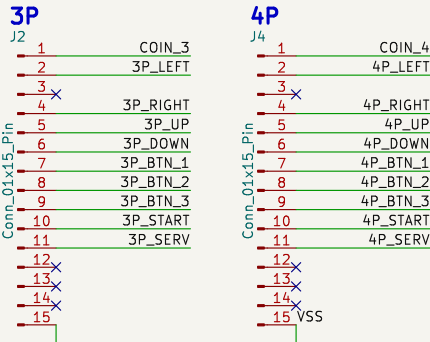 3P
J2
Conn_01x15_Pin
1 COIN_3
2 3P_LEFT
3
4 3P_RIGHT
5 3P_UP
6 3P_DOWN
7 3P_BTN_1
8 3P_BTN_2
9 3P_BTN_3
10 3P_START
11 3P_SERV
12
13
14
15
4P
J4
Conn_01x15_Pin
1 COIN_4
2 4P_LEFT
3
4 4P_RIGHT
5 4P_UP
6 4P_DOWN
7 4P_BTN_1
8 4P_BTN_2
9 4P_BTN_3
10 4P_START
11 4P_SERV
12
13
14
15 VSS